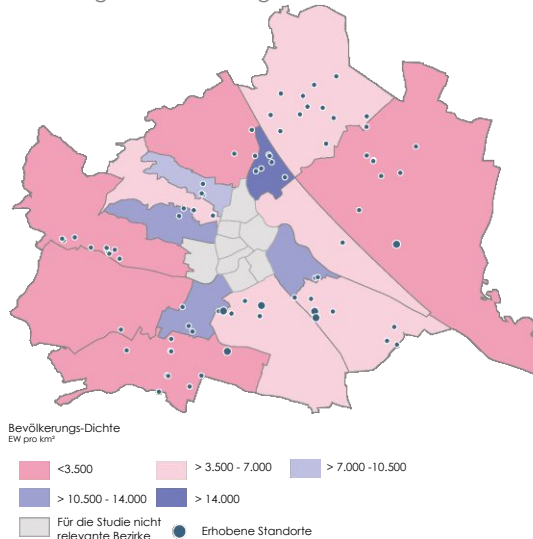 Bevölkerungs-Dichte
EW pro km²
<3.500
> 3.500 - 7.000
> 7.000 -10.500
> 10.500 - 14.000
> 14.000
Für die Studie nicht
relevante Bezirke
Erhobene Standorte